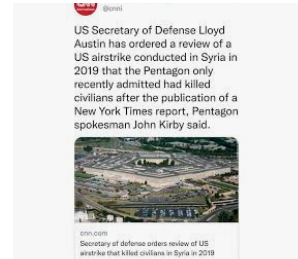 @cnni
US Secretary of Defense Lloyd
Austin has ordered a review of a
US airstrike conducted in Syria in
2019 that the Pentagon only
recently admitted had killed
civilians after the publication of a
New York Times report, Pentagon
spokesman John Kirby said.
cnn.com
Secretary of defense orders review of US
airstrike that killed civilians in Syria in 2019